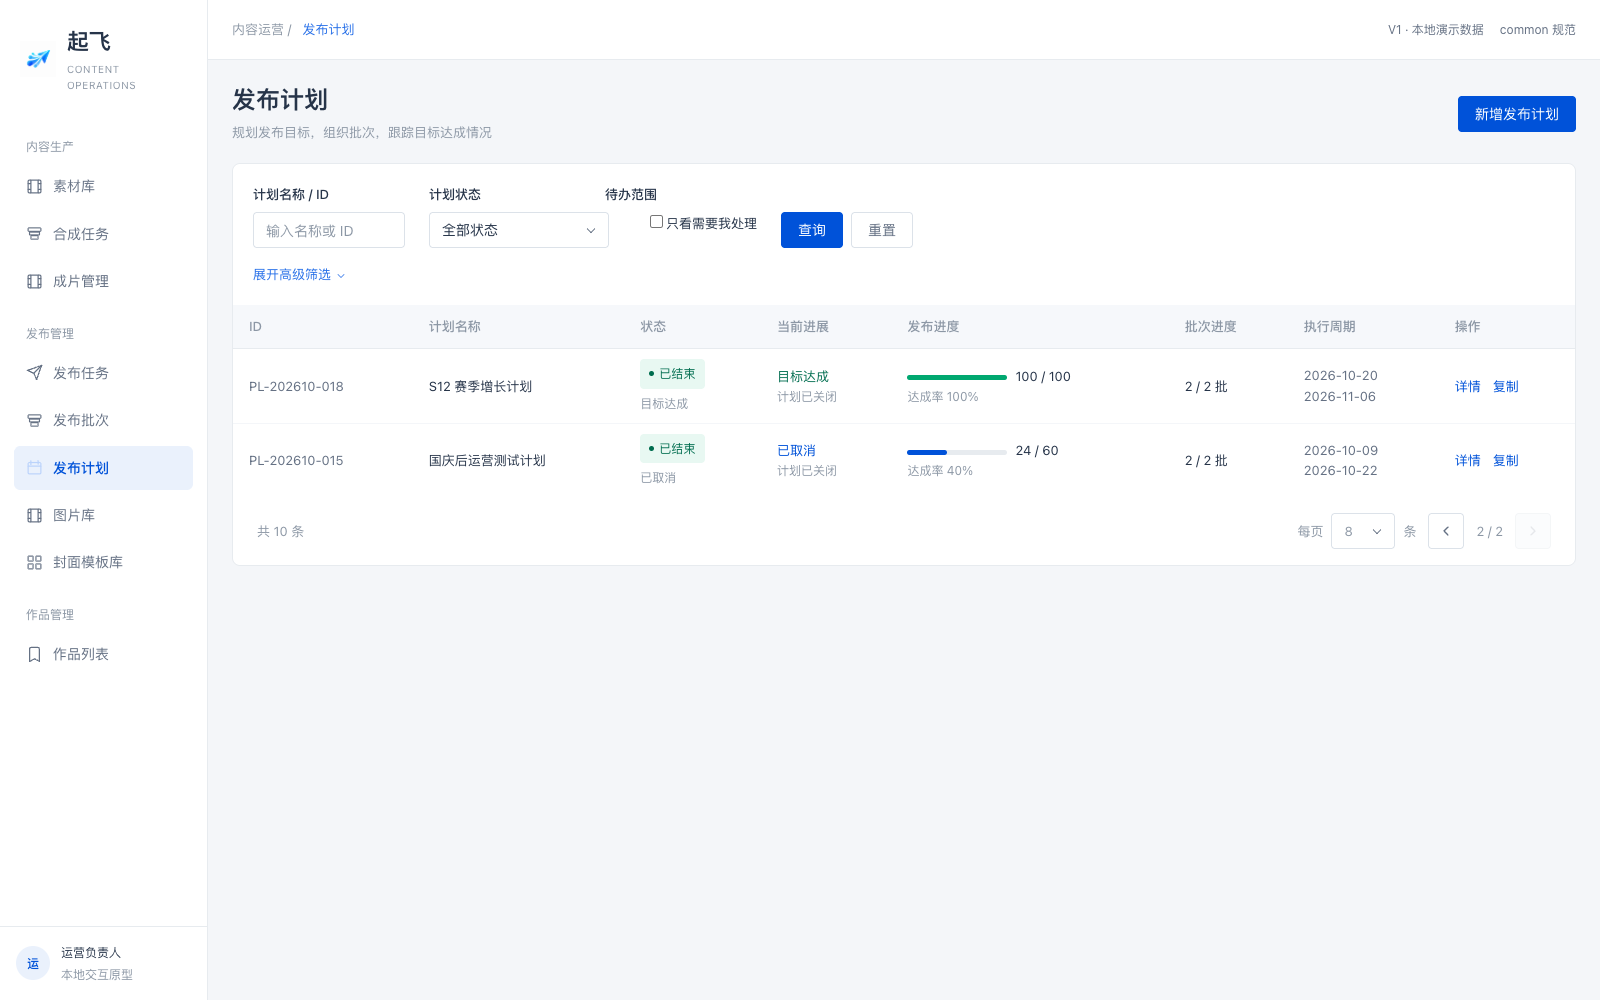 起飞
CONTENT
OPERATIONS
内容生产
素材库
合成任务
成片管理
发布管理
发布任务
发布批次
发布计划
图片库
封面模板库
作品管理
作品列表
运
运营负责人
本地交互原型
内容运营 / 发布计划
V1 · 本地演示数据 common 规范
发布计划
规划发布目标，组织批次，跟踪目标达成情况
新增发布计划
计划名称 / ID 计划状态 待办范围
输入名称或 ID 全部状态 只看需要我处理 查询 重置
展开高级筛选
ID 计划名称 状态 当前进展 发布进度 批次进度 执行周期 操作
PL-202610-018 S12 赛季增长计划 已结束 目标达成 目标达成 计划已关闭 100 / 100 达成率 100% 2 / 2 批 2026-10-20 2026-11-06 详情 复制
PL-202610-015 国庆后运营测试计划 已结束 已取消 已取消 计划已关闭 24 / 60 达成率 40% 2 / 2 批 2026-10-09 2026-10-22 详情 复制
共 10 条 每页 8 条 2 / 2